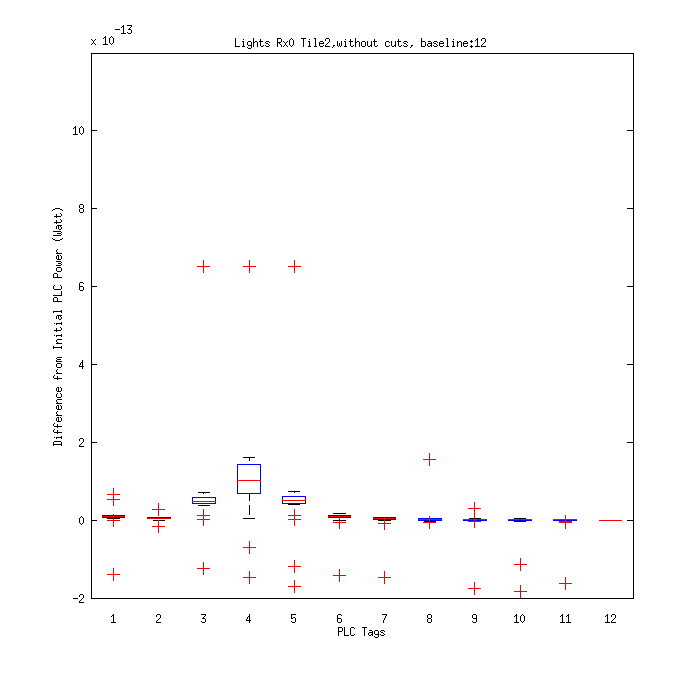 x 10-13
Lights Rx0 Tile2,without cuts, baseline:12
Difference from Initial PLC Power (Watt)
10
8
6
4
2
0
-2
1 2 3 4 5 6 7 8 9 10 11 12
PLC Tags